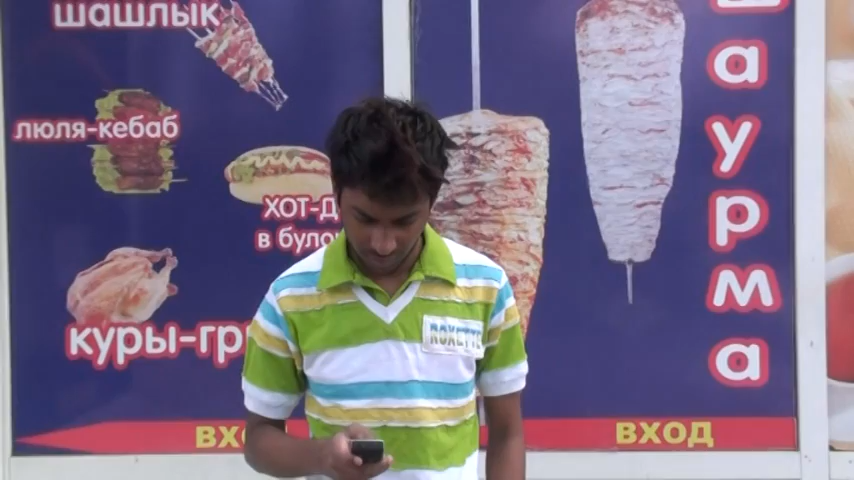 шашлык
люля-кебаб
хот-д
в було
куры-гр
вхо
ROXETTE
аурма
вход